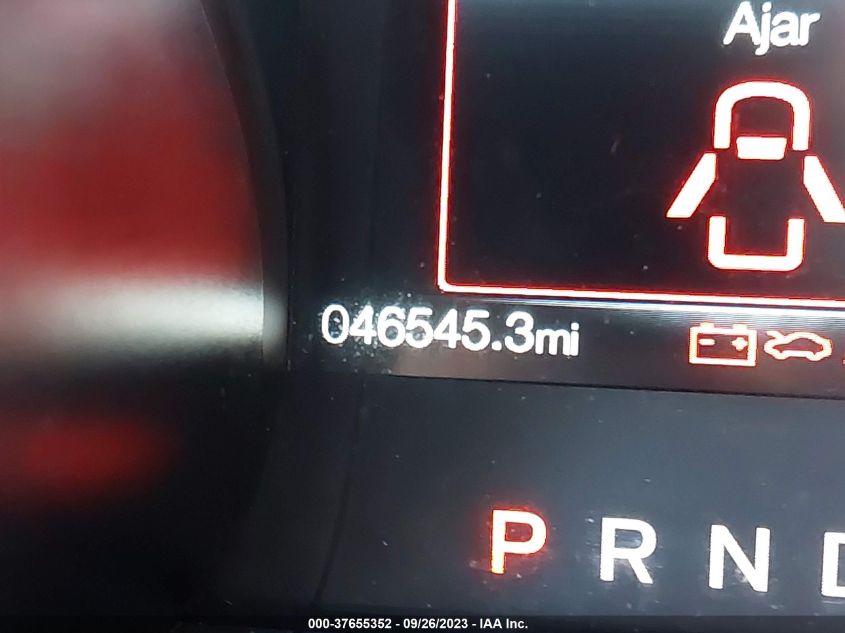 Ajar
046545.3mi
P R N D
000-37655352 - 09/26/2023 - IAA Inc.